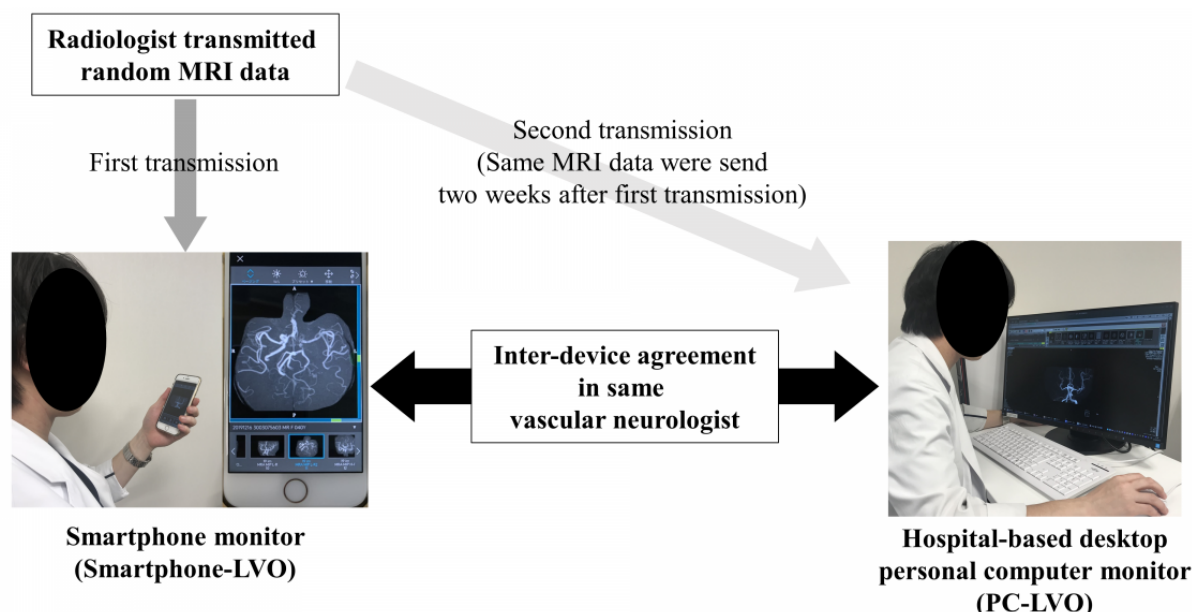 Radiologist transmitted
random MRI data
First transmission
Second transmission
(Same MRI data were send
two weeks after first transmission)
A
R
P
Inter-device agreement
in same
vascular neurologist
Smartphone monitor
(Smartphone-LVO)
Hospital-based desktop
personal computer monitor
(PC-LVO)